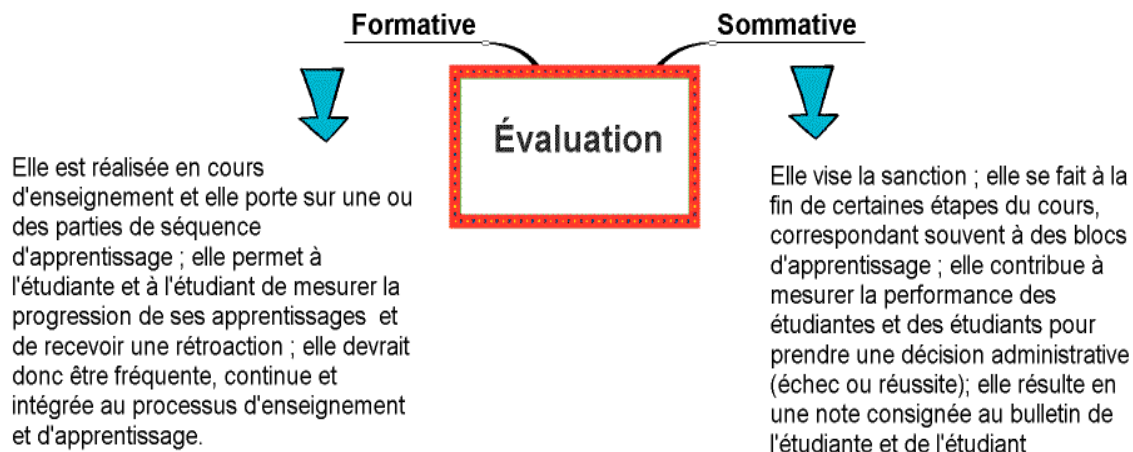 Formative
Sommative
Évaluation
Elle est réalisée en cours
d'enseignement et elle porte sur une ou
des parties de séquence
d'apprentissage ; elle permet à
l'étudiante et à l'étudiant de mesurer la
progression de ses apprentissages et
de recevoir une rétroaction ; elle devrait
donc être fréquente, continue et
intégrée au processus d'enseignement
et d'apprentissage.
Elle vise la sanction ; elle se fait à la
fin de certaines étapes du cours,
correspondant souvent à des blocs
d'apprentissage ; elle contribue à
mesurer la performance des
étudiantes et des étudiants pour
prendre une décision administrative
(échec ou réussite); elle résulte en
une note consignée au bulletin de
l'étudiante et de l'étudiant